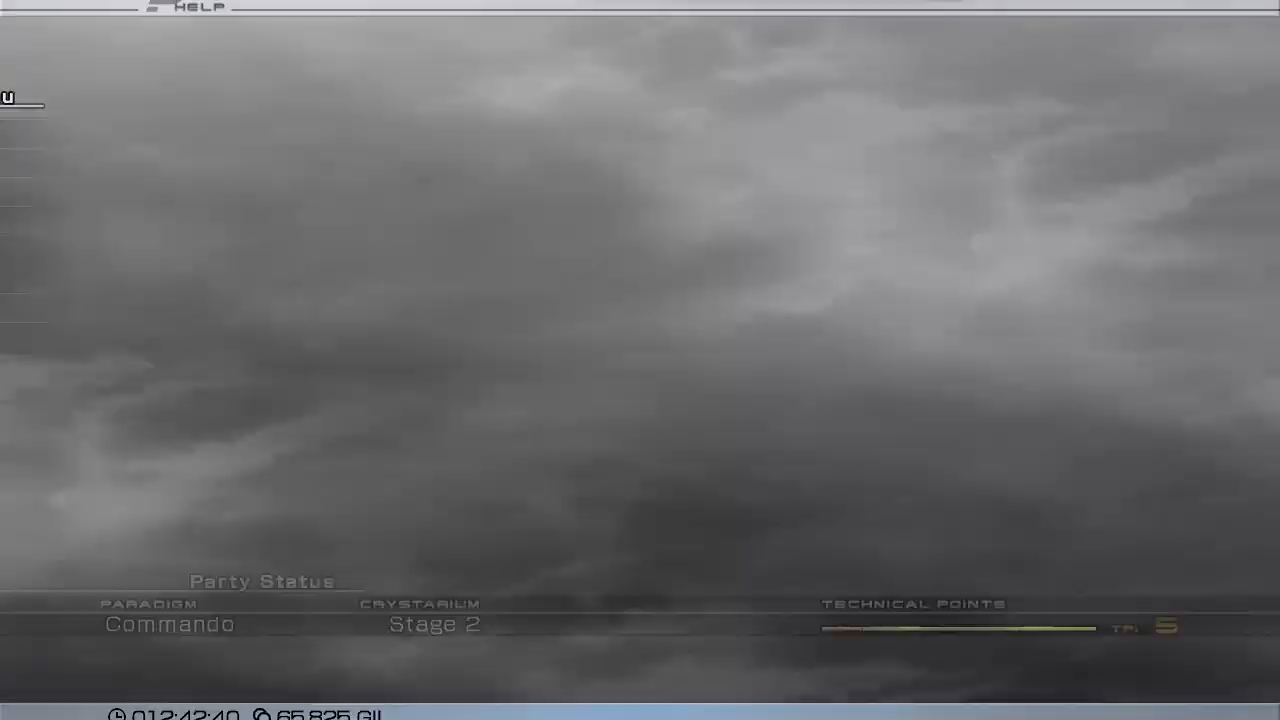 HELP
u
Party Status
PARADIGM CRYSTARIUM TECHNICAL POINTS
Commando Stage 2 TP: 5
012:42:40 65,825 GIL